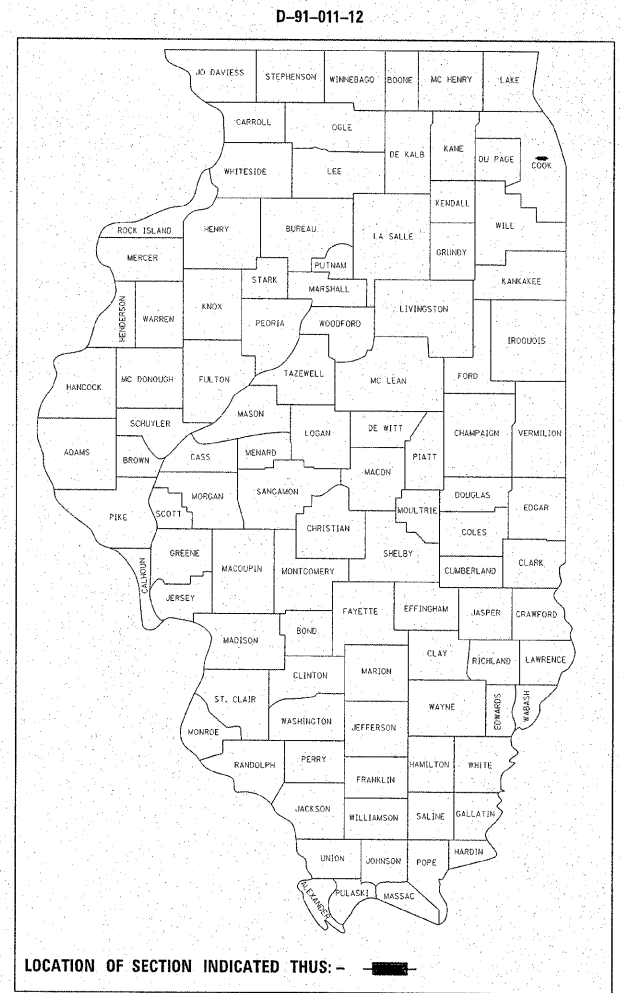 D-91-011-12
JO DAVIESS
STEPHENSON
WINNEBAGO
BOONE
MC HENRY
LAKE
CARROLL
OGLE
DE KALB
KANE
DU PAGE
COOK
WHITESIDE
LEE
KENDALL
ROCK ISLAND
HENRY
BUREAU
LA SALLE
GRUNDY
WILL
MERCER
PUTNAM
STARK
MARSHALL
KANKAKEE
HENDERSON
WARREN
KNOX
PEORIA
WOODFORD
LIVINGSTON
IROQUOIS
HANCOCK
MC DONOUGH
FULTON
TAZEWELL
MC LEAN
FORD
MASON
SCHUYLER
LOGAN
DE WITT
CHAMPAIGN
VERMILION
ADAMS
BROWN
CASS
MENARD
MACON
PIATT
PIKE
SCOTT
MORGAN
SANGAMON
MOULTRIE
DOUGLAS
EDGAR
CHRISTIAN
COLES
CALHOUN
GREENE
MACOUPIN
MONTGOMERY
SHELBY
CUMBERLAND
CLARK
JERSEY
FAYETTE
EFFINGHAM
JASPER
CRAWFORD
MADISON
BOND
CLAY
RICHLAND
LAWRENCE
CLINTON
MARION
ST. CLAIR
WAYNE
EDWARDS
WABASH
MONROE
WASHINGTON
JEFFERSON
RANDOLPH
PERRY
HAMILTON
WHITE
FRANKLIN
JACKSON
WILLIAMSON
SALINE
GALLATIN
UNION
JOHNSON
POPE
HARDIN
ALEXANDER
PULASKI
MASSAC
LOCATION OF SECTION INDICATED THUS: -